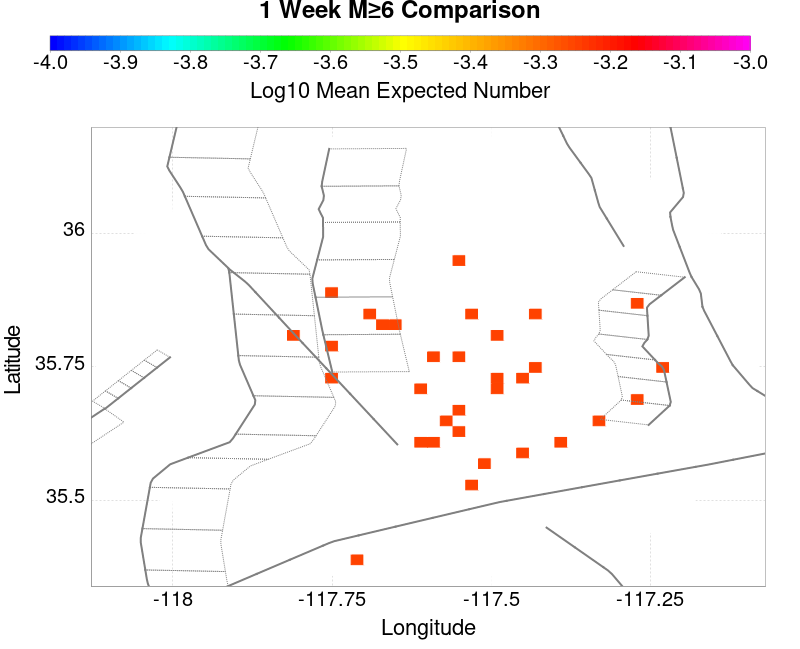 1 Week M≥6 Comparison
-4.0 -3.9 -3.8 -3.7 -3.6 -3.5 -3.4 -3.3 -3.2 -3.1 -3.0
Log10 Mean Expected Number
36
35.75
35.5
Latitude
-118 -117.75 -117.5 -117.25
Longitude